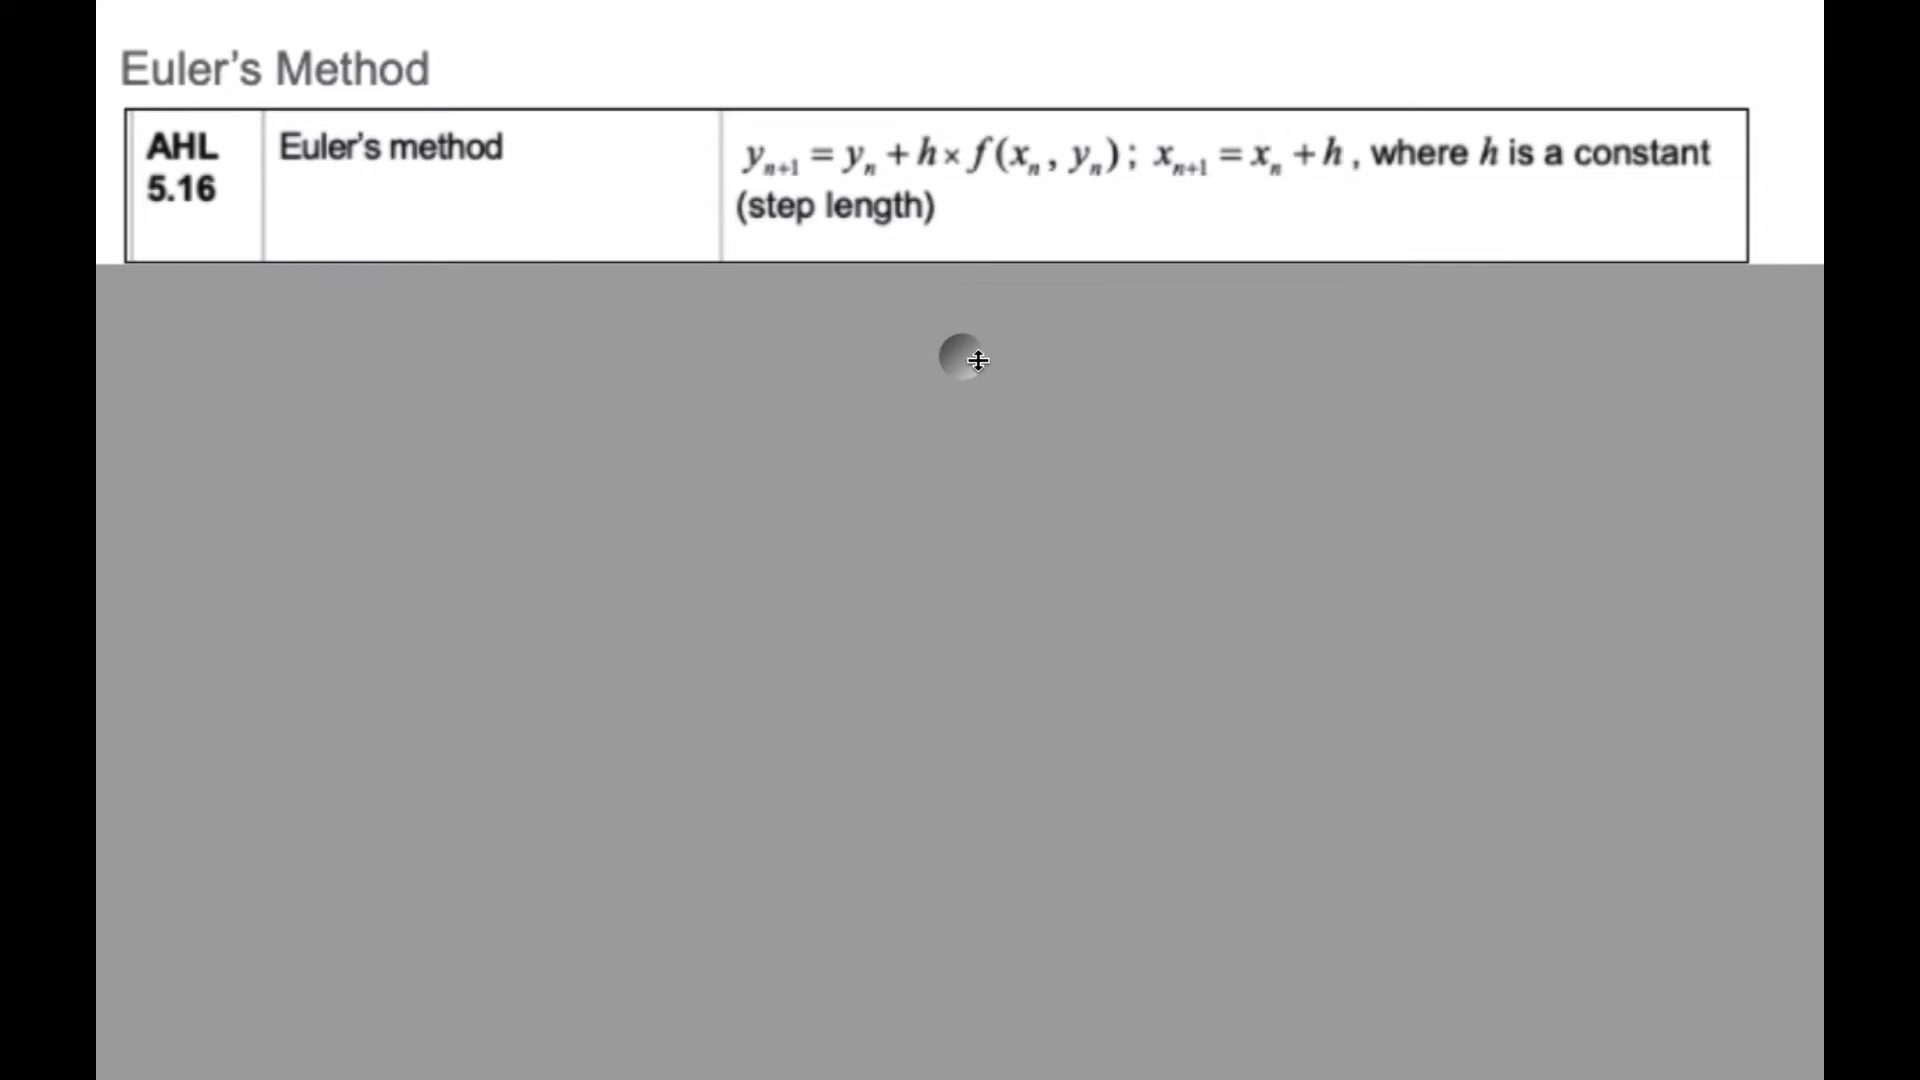 Euler’s Method
AHL
5.16
Euler’s method
yₙ₊₁ = yₙ + h × f(xₙ, yₙ); xₙ₊₁ = xₙ + h, where h is a constant
(step length)